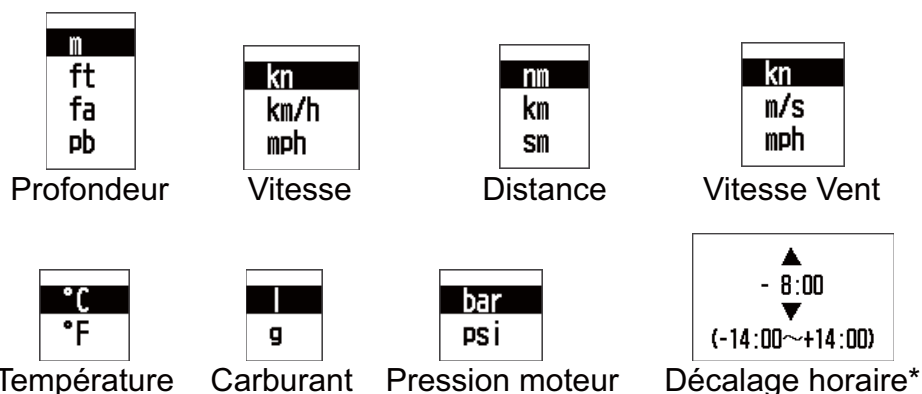 m
ft
fa
pb
Profondeur
kn
km/h
mph
Vitesse
nm
km
sm
Distance
kn
m/s
mph
Vitesse Vent
°C
°F
Température
l
g
Carburant
bar
psi
Pression moteur
▲
- 8:00
▼
(-14:00~+14:00)
Décalage horaire*